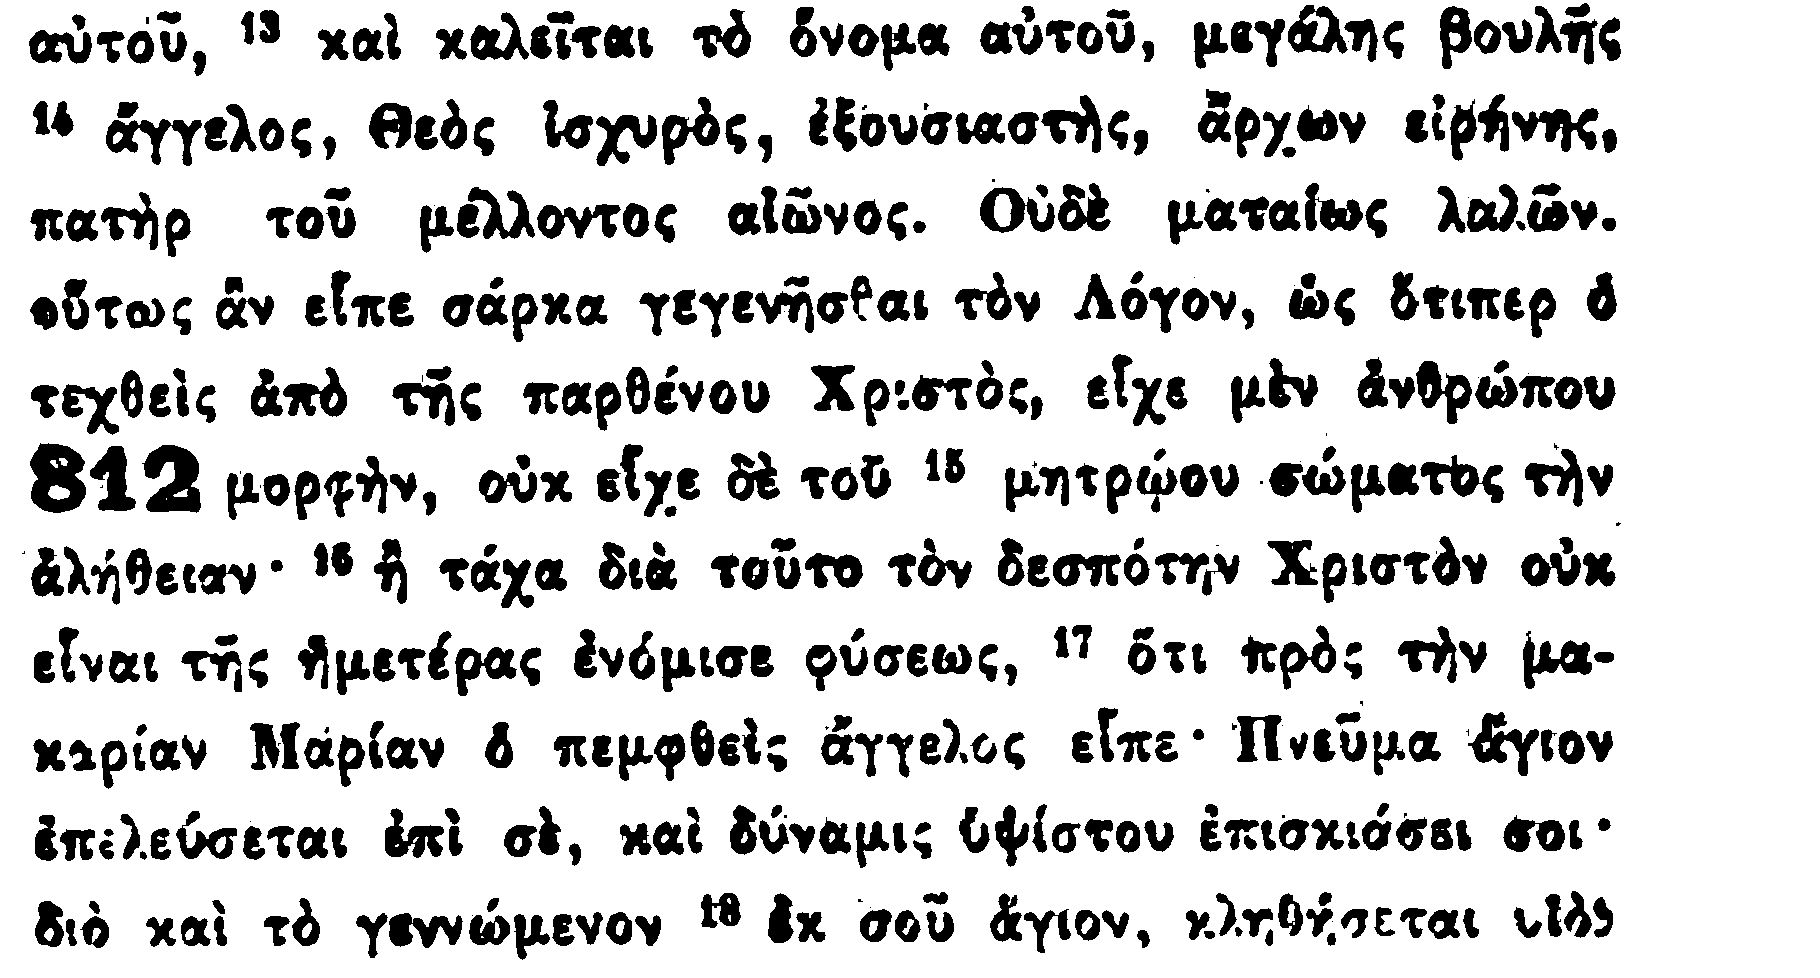 αὐτοῦ, 13 καὶ καλεῖται τὸ ὄνομα αὐτοῦ, μεγάλης βουλῆς
14 ἄγγελος, Θεὸς ἰσχυρὸς, ἐξουσιαστὴς, ἄρχων εἰρήνης,
πατὴρ τοῦ μέλλοντος αἰῶνος. Οὐδὲ ματαίως λαλῶν.
οὕτως ἂν εἶπε σάρκα γεγενῆσθαι τὸν Λόγον, ὡς ὅτιπερ ὁ
τεχθεὶς ἀπὸ τῆς παρθένου Χριστὸς, εἶχε μὲν ἀνθρώπου
812 μορφὴν, οὐκ εἶχε δὲ τοῦ 15 μητρῴου σώματος τὴν
ἀλήθειαν· 16 ἢ τάχα διὰ τοῦτο τὸν δεσπότην Χριστὸν οὐκ
εἶναι τῆς ἡμετέρας ἐνόμισε φύσεως, 17 ὅτι πρὸς τὴν μα-
καρίαν Μαρίαν ὁ πεμφθεὶς ἄγγελος εἶπε· Πνεῦμα ἅγιον
ἐπελεύσεται ἐπὶ σὲ, καὶ δύναμις ὑψίστου ἐπισκιάσει σοι·
διὸ καὶ τὸ γεννώμενον 18 ἐκ σοῦ ἅγιον, κληθήσεται υἱὸς